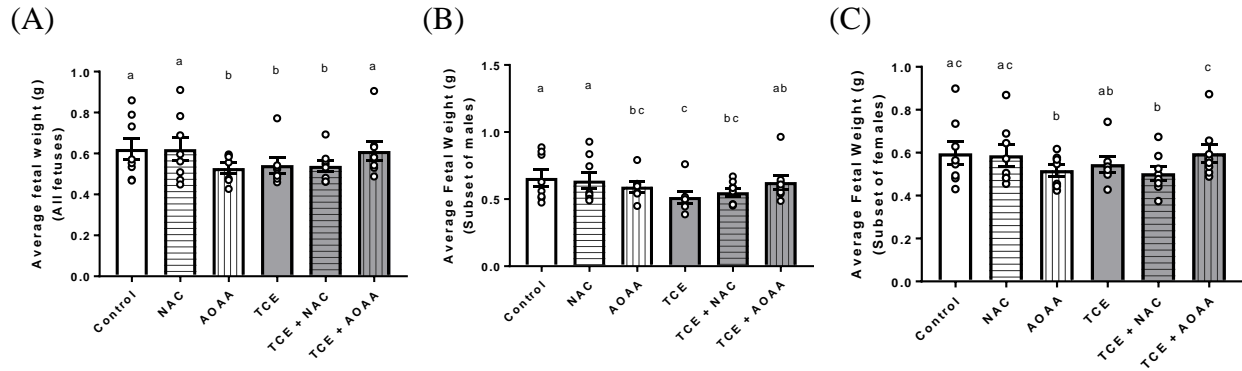 (A)
Average fetal weight (g)
(All fetuses)
1.0
0.8
0.6
0.4
0.2
0.0
a
a
b
b
b
a
Control
NAC
AOAA
TCE
TCE + NAC
TCE + AOAA
(B)
Average Fetal Weight (g)
(Subset of males)
1.5
1.0
0.5
0.0
a
a
bc
c
bc
ab
Control
NAC
AOAA
TCE
TCE + NAC
TCE + AOAA
(C)
Average Fetal Weight (g)
(Subset of females)
1.0
0.8
0.6
0.4
0.2
0.0
ac
ac
b
ab
b
c
Control
NAC
AOAA
TCE
TCE + NAC
TCE + AOAA